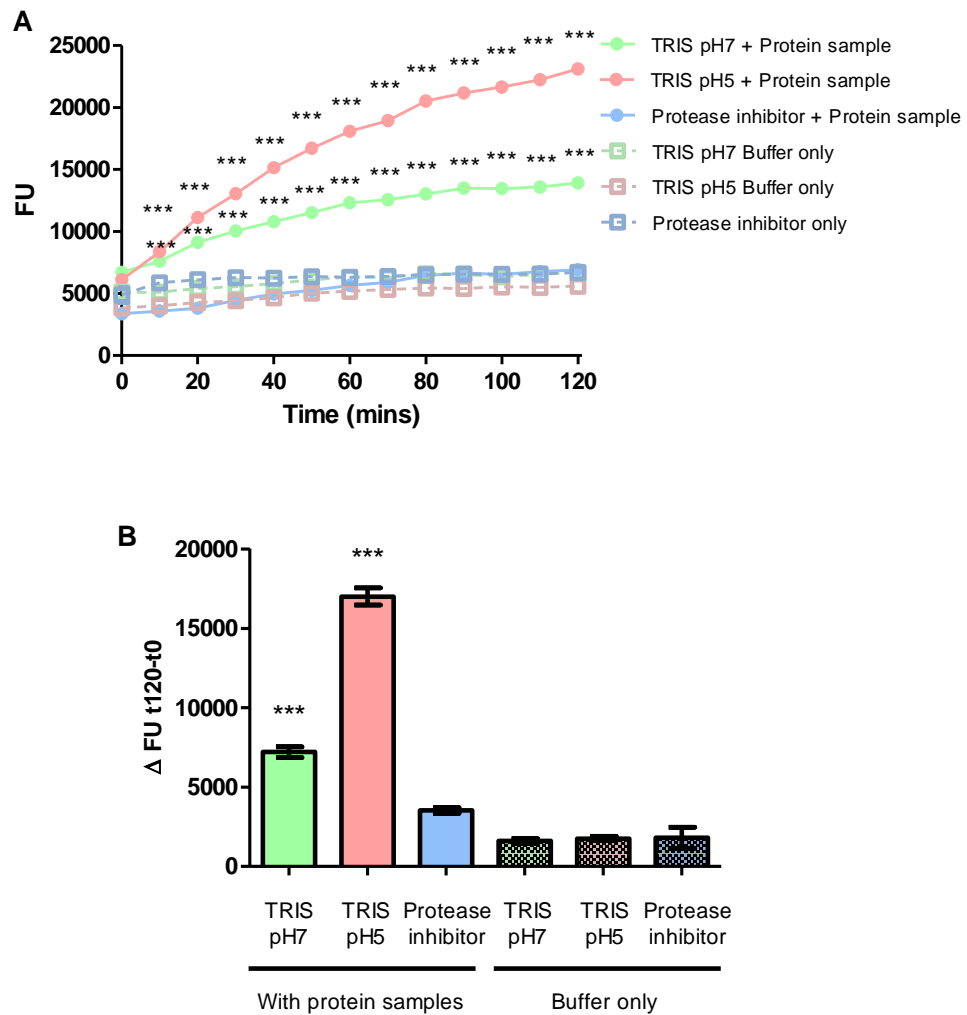 A
25000
20000
15000
10000
5000
0
FU
0 20 40 60 80 100 120
Time (mins)
*** *** *** *** *** *** *** *** *** *** *** ***
*** *** *** *** *** *** *** *** *** *** *** ***
TRIS pH7 + Protein sample
TRIS pH5 + Protein sample
Protease inhibitor + Protein sample
TRIS pH7 Buffer only
TRIS pH5 Buffer only
Protease inhibitor only
B
20000
15000
10000
5000
0
Δ FU t120-t0
*** ***
TRIS TRIS Protease TRIS TRIS Protease
pH7 pH5 inhibitor pH7 pH5 inhibitor
With protein samples Buffer only